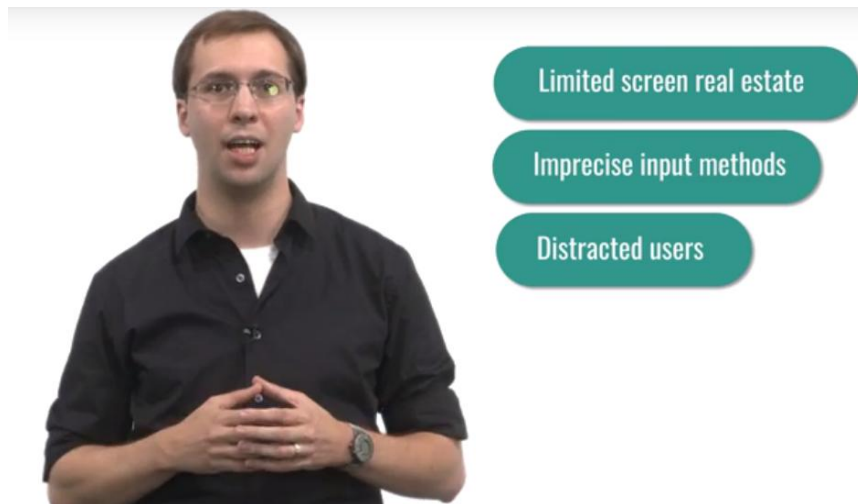 Limited screen real estate
Imprecise input methods
Distracted users